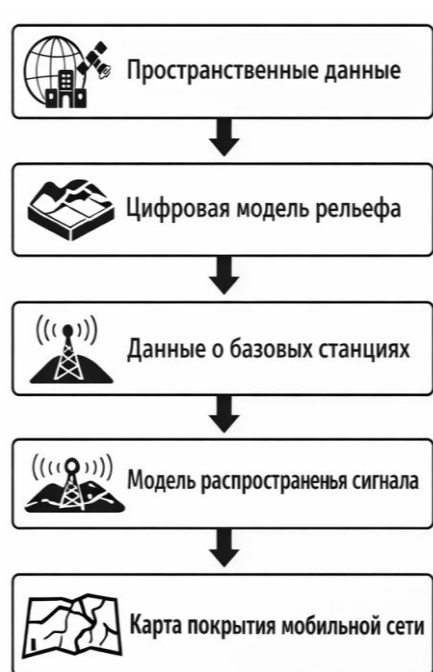 Пространственные данные
Цифровая модель рельефа
Данные о базовых станциях
Модель распространенья сигнала
Карта покрытия мобильной сети